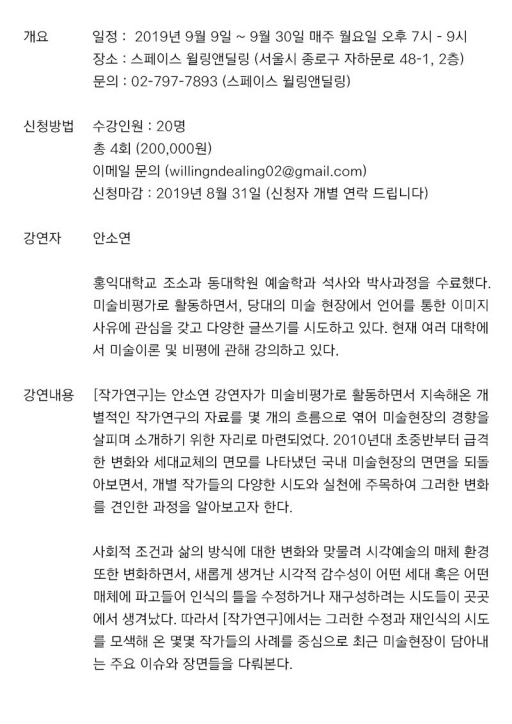 개요 일정 : 2019년 9월 9일 ~ 9월 30일 매주 월요일 오후 7시 - 9시
장소 : 스페이스 윌링앤딜링 (서울시 종로구 자하문로 48-1, 2층)
문의 : 02-797-7893 (스페이스 윌링앤딜링)
신청방법 수강인원 : 20명
총 4회 (200,000원)
이메일 문의 (willingndealing02@gmail.com)
신청마감 : 2019년 8월 31일 (신청자 개별 연락 드립니다)
강연자 안소연
홍익대학교 조소과 동대학원 예술학과 석사와 박사과정을 수료했다.
미술비평가로 활동하면서, 당대의 미술 현장에서 언어를 통한 이미지
사유에 관심을 갖고 다양한 글쓰기를 시도하고 있다. 현재 여러 대학에
서 미술이론 및 비평에 관해 강의하고 있다.
강연내용 [작가연구]는 안소연 강연자가 미술비평가로 활동하면서 지속해온 개
별적인 작가연구의 자료를 몇 개의 흐름으로 엮어 미술현장의 경향을
살피며 소개하기 위한 자리로 마련되었다. 2010년대 초중반부터 급격
한 변화와 세대교체의 면모를 나타냈던 국내 미술현장의 면면을 되돌
아보면서, 개별 작가들의 다양한 시도와 실천에 주목하여 그러한 변화
를 견인한 과정을 알아보고자 한다.
사회적 조건과 삶의 방식에 대한 변화와 맞물려 시각예술의 매체 환경
또한 변화하면서, 새롭게 생겨난 시각적 감수성이 어떤 세대 혹은 어떤
매체에 파고들어 인식의 틀을 수정하거나 재구성하려는 시도들이 곳곳
에서 생겨났다. 따라서 [작가연구]에서는 그러한 수정과 재인식의 시도
를 모색해 온 몇몇 작가들의 사례를 중심으로 최근 미술현장이 담아내
는 주요 이슈와 장면들을 다뤄본다.